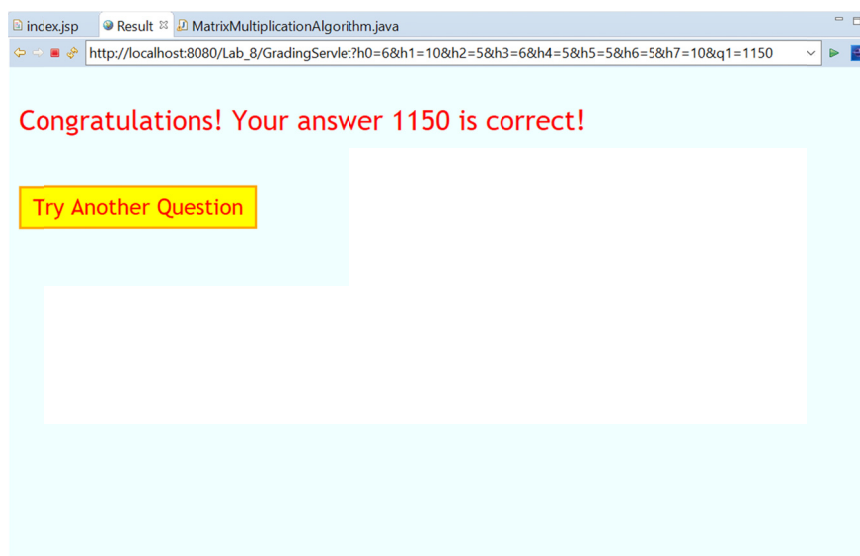 incex.jsp Result MatrixMultiplicationAlgorithm.java
http://localhost:8080/Lab_8/GradingServle:?h0=6&h1=10&h2=5&h3=6&h4=5&h5=5&h6=5&h7=10&q1=1150
Congratulations! Your answer 1150 is correct!
Try Another Question